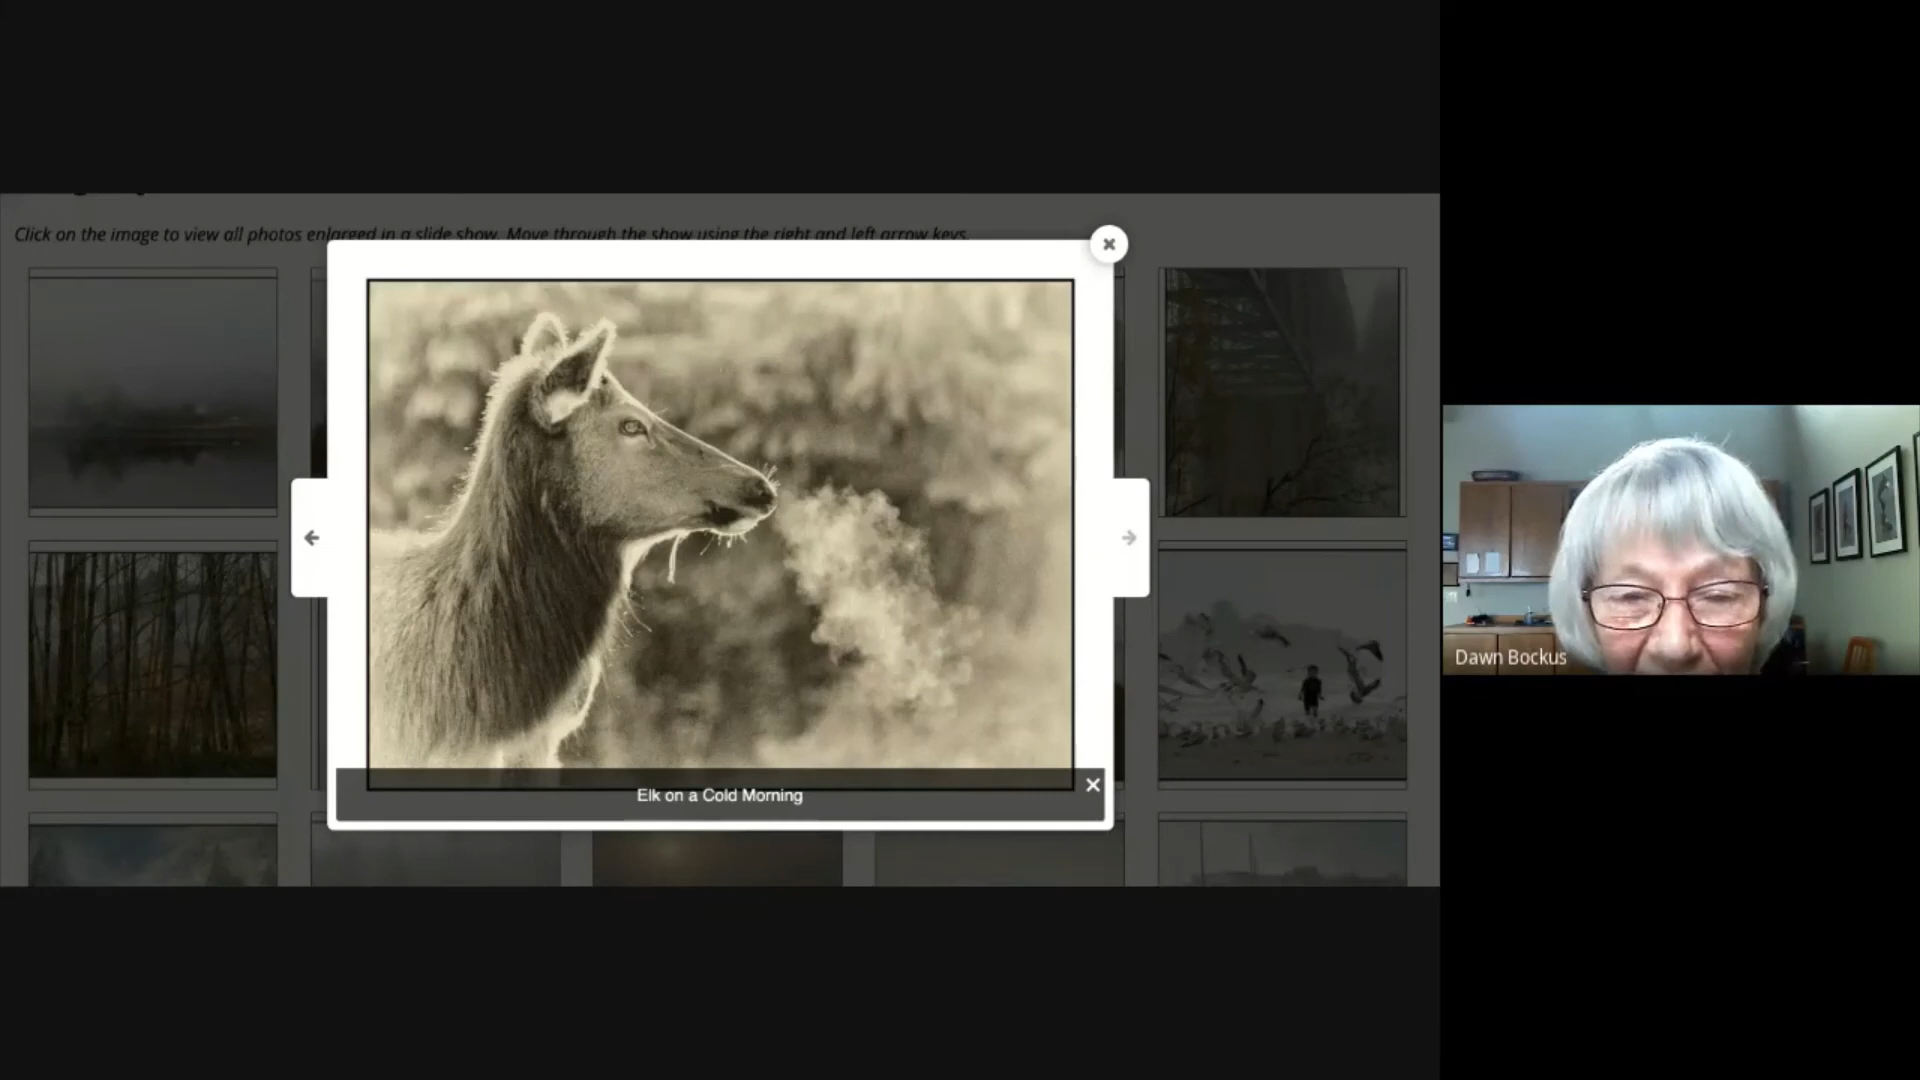 Click on the image to view all photos enlarged in a slide show. Move through the show using the right and left arrow keys.
Elk on a Cold Morning
Dawn Bockus